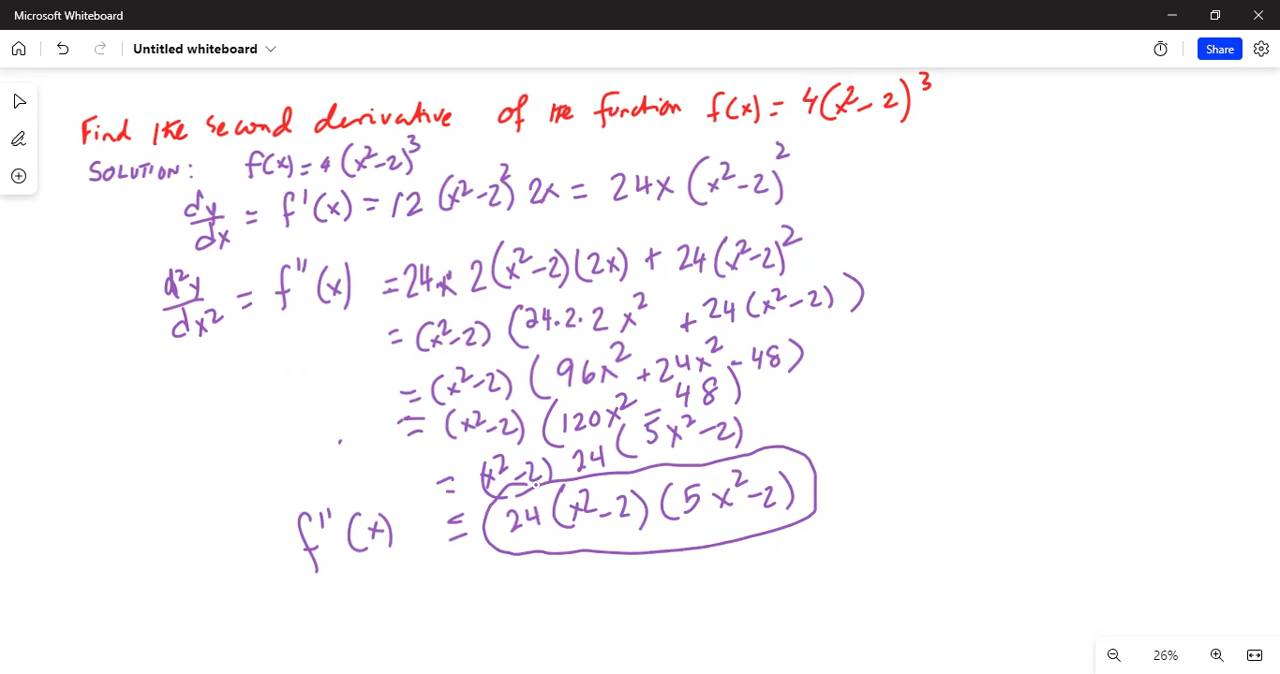 Microsoft Whiteboard
Untitled whiteboard
Share
Find the second derivative of the function f(x) = 4(x²-2)³
SOLUTION: f(x) = 4(x²-2)³
dy/dx = f'(x) = 12 (x²-2)² 2x = 24x (x²-2)²
d²y/dx² = f''(x) = 24x 2(x²-2)(2x) + 24(x²-2)²
= (x²-2) (24.2.2x² + 24(x²-2))
= (x²-2) (96x² + 24x² - 48)
= (x²-2) (120x² - 48)
= (x²-2) 24 (5x²-2)
f''(x) = 24 (x²-2) (5x²-2)
26%